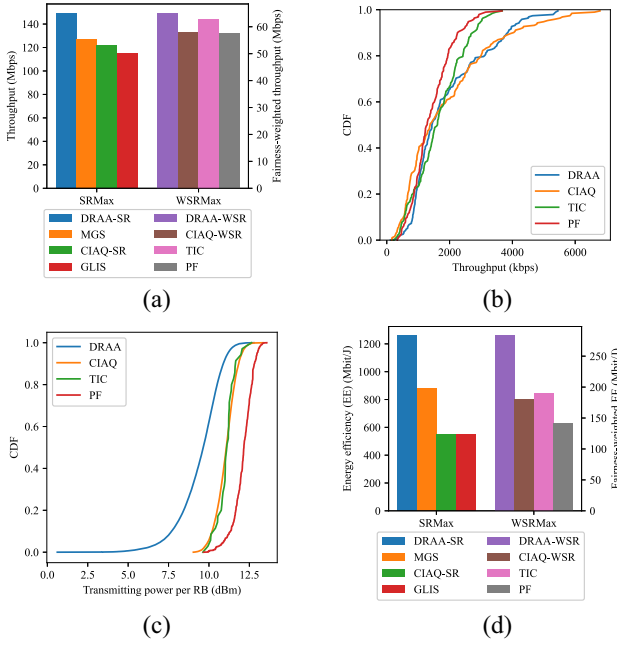 Throughput (Mbps)
140
120
100
80
60
40
20
0
60
50
40
30
20
10
0
Fairness-weighted throughput (Mbps)
SRMax
WSRMax
DRAA-SR
MGS
CIAQ-SR
GLIS
DRAA-WSR
CIAQ-WSR
TIC
PF
(a)
CDF
1.0
0.8
0.6
0.4
0.2
0.0
DRAA
CIAQ
TIC
PF
0
2000
4000
6000
Throughput (kbps)
(b)
CDF
1.0
0.8
0.6
0.4
0.2
0.0
DRAA
CIAQ
TIC
PF
0.0
2.5
5.0
7.5
10.0
12.5
Transmitting power per RB (dBm)
(c)
Energy efficiency (EE) (Mbit/J)
1200
1000
800
600
400
200
0
250
200
150
100
50
0
Fairness-weighted EE (Mbit/J)
SRMax
WSRMax
DRAA-SR
MGS
CIAQ-SR
GLIS
DRAA-WSR
CIAQ-WSR
TIC
PF
(d)